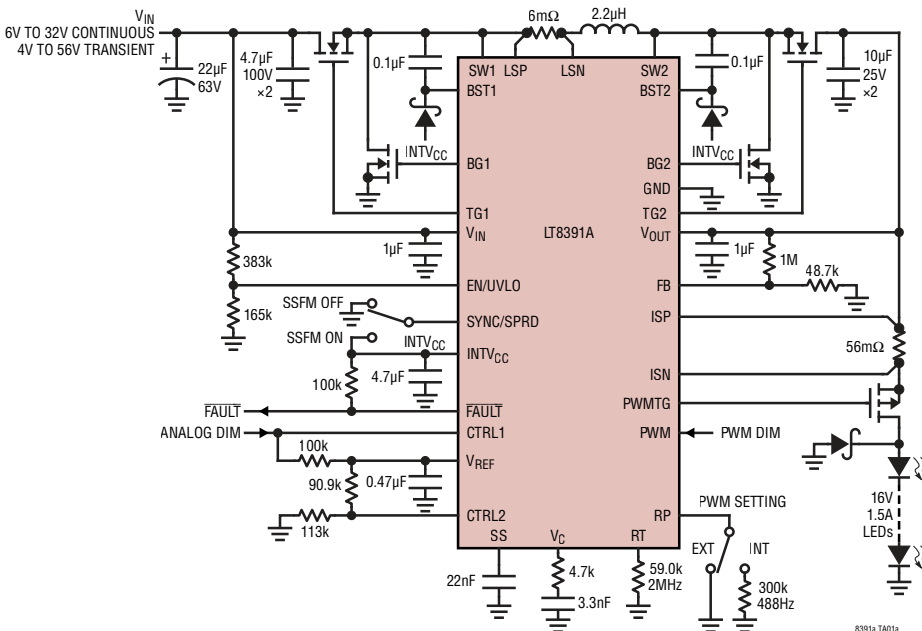 V_IN
6V TO 32V CONTINUOUS
4V TO 56V TRANSIENT
+
22µF
63V
4.7µF
100V
×2
0.1µF
6mΩ
2.2µH
0.1µF
10µF
25V
×2
SW1 LSP LSN SW2
BST1
BST2
INTV_CC
INTV_CC
BG1
BG2
GND
TG1
TG2
V_IN
LT8391A
V_OUT
383k
1µF
1µF
1M
48.7k
EN/UVLO
FB
165k
SSFM OFF
SYNC/SPRD
ISP
SSFM ON
INTV_CC
INTV_CC
56mΩ
100k
4.7µF
ISN
FAULT
FAULT
PWMTG
ANALOG DIM
CTRL1
PWM
PWM DIM
100k
V_REF
90.9k
0.47µF
16V
1.5A
LEDs
PWM SETTING
CTRL2
RP
113k
SS V_C RT
EXT INT
22nF
4.7k
3.3nF
59.0k
2MHz
300k
488Hz
8391a TA01a